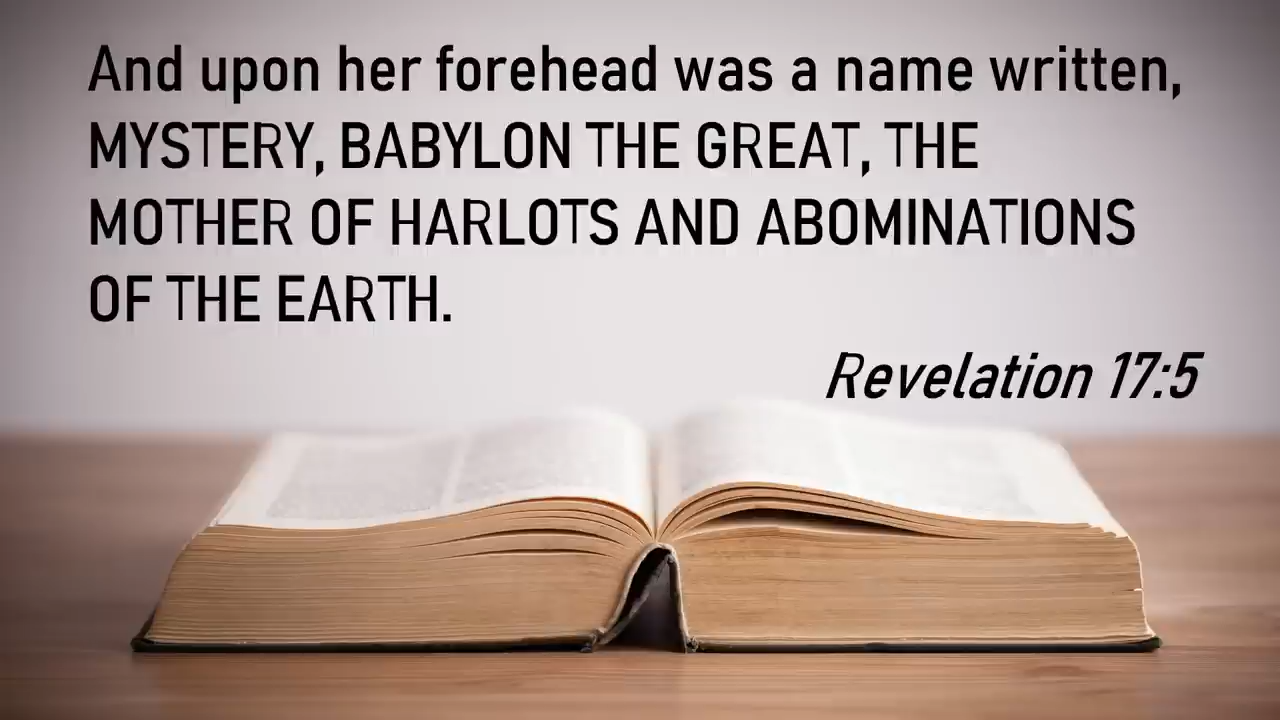 And upon her forehead was a name written,
MYSTERY, BABYLON THE GREAT, THE
MOTHER OF HARLOTS AND ABOMINATIONS
OF THE EARTH.
Revelation 17:5